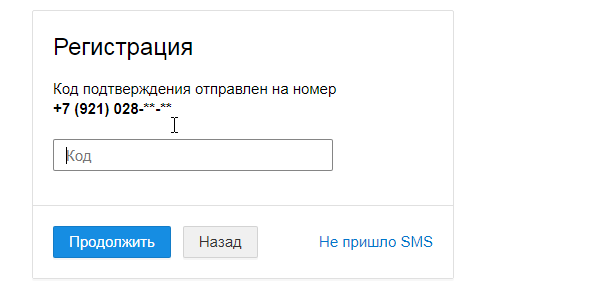 Регистрация
Код подтверждения отправлен на номер
+7 (921) 028-**-**
Код
Продолжить
Назад
Не пришло SMS